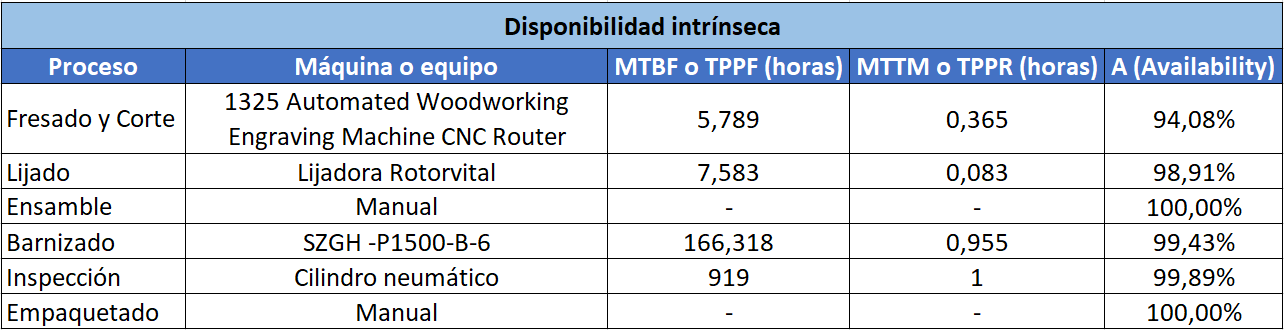 Disponibilidad intrínseca
Proceso Máquina o equipo MTBF o TPPF (horas) MTTM o TPPR (horas) A (Availability)
Fresado y Corte 1325 Automated Woodworking
Engraving Machine CNC Router 5,789 0,365 94,08%
Lijado Lijadora Rotorvital 7,583 0,083 98,91%
Ensamble Manual - - 100,00%
Barnizado SZGH -P1500-B-6 166,318 0,955 99,43%
Inspección Cilindro neumático 919 1 99,89%
Empaquetado Manual - - 100,00%